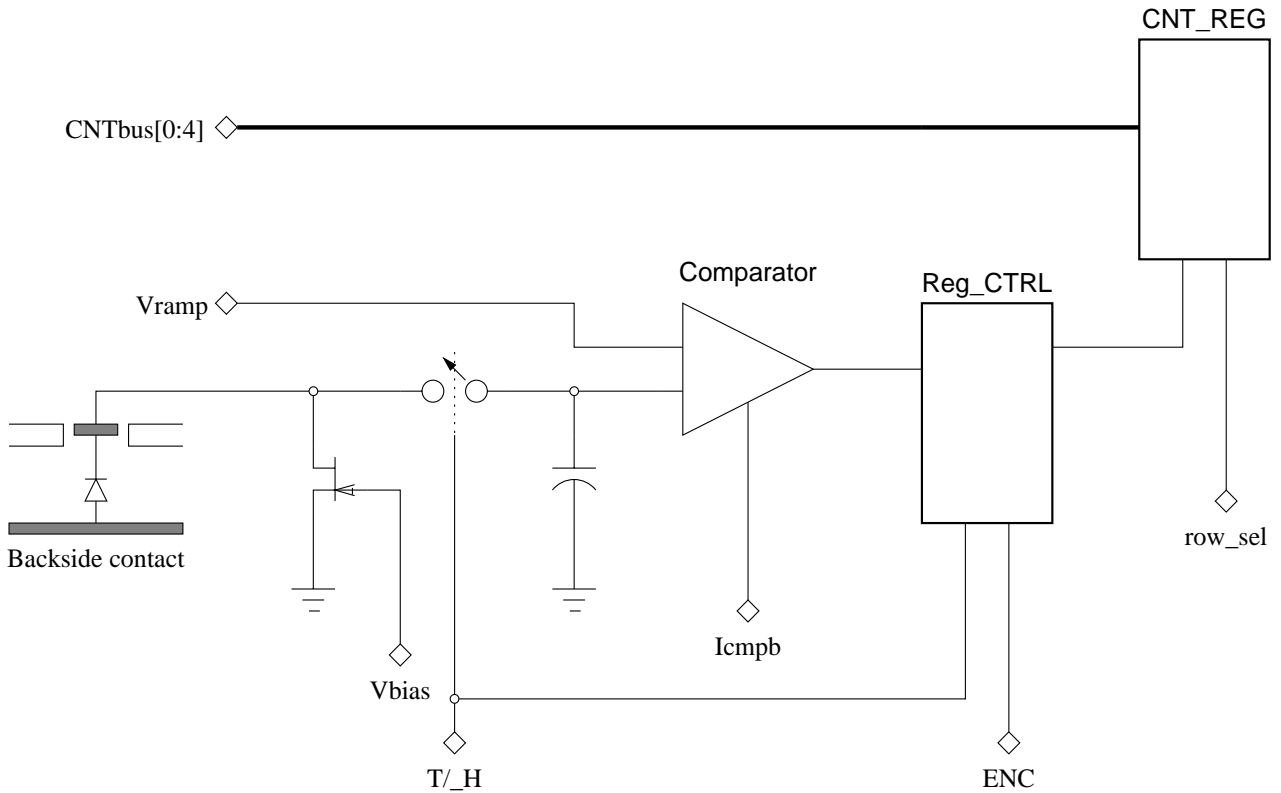 CNT_REG
CNTbus[0:4]
Comparator
Reg_CTRL
Vramp
row_sel
Backside contact
Icmpb
Vbias
T/_H
ENC